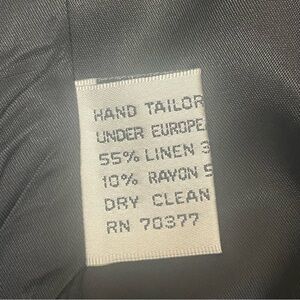 HAND TAILOR
UNDER EUROPE
55% LINEN 3
10% RAYON 5
DRY CLEAN
RN 70377